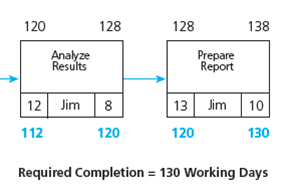 120 128 128 138
Analyze Prepare
Results Report
12 Jim 8 13 Jim 10
112 120 120 130
Required Completion = 130 Working Days